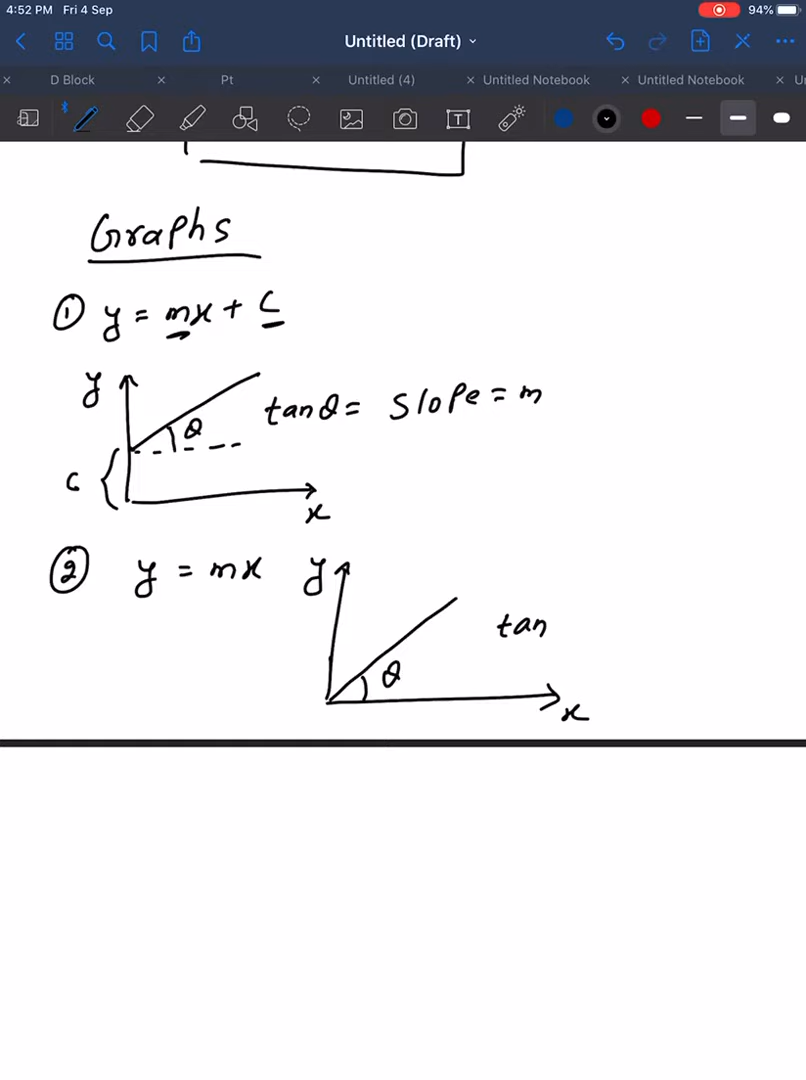 4:52 PM Fri 4 Sep 94%
Untitled (Draft)
D Block Pt Untitled (4) Untitled Notebook Untitled Notebook
T
Graphs
① y = mx + c
y
tanθ = Slope = m
θ
c
x
② y = mx
y
tan
θ
x